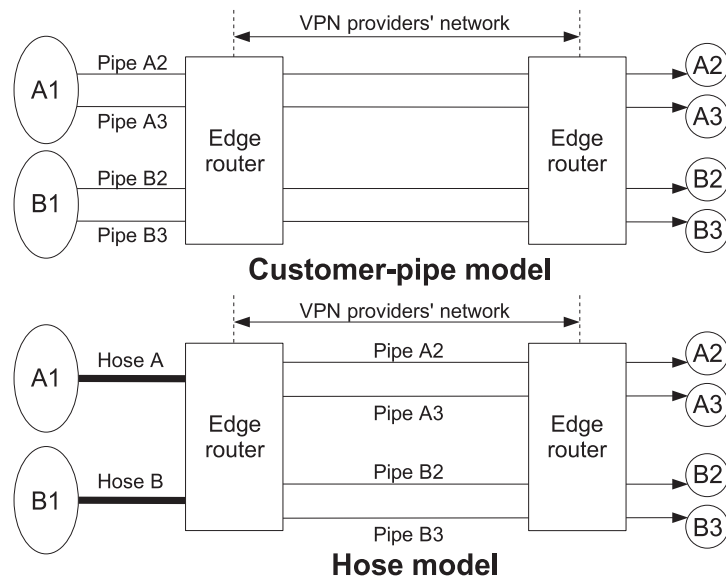 VPN providers' network
A1
Pipe A2
Pipe A3
Edge
router
Edge
router
A2
A3
B1
Pipe B2
Pipe B3
B2
B3
Customer-pipe model
VPN providers' network
A1
Hose A
Edge
router
Pipe A2
Pipe A3
Edge
router
A2
A3
B1
Hose B
Pipe B2
Pipe B3
B2
B3
Hose model